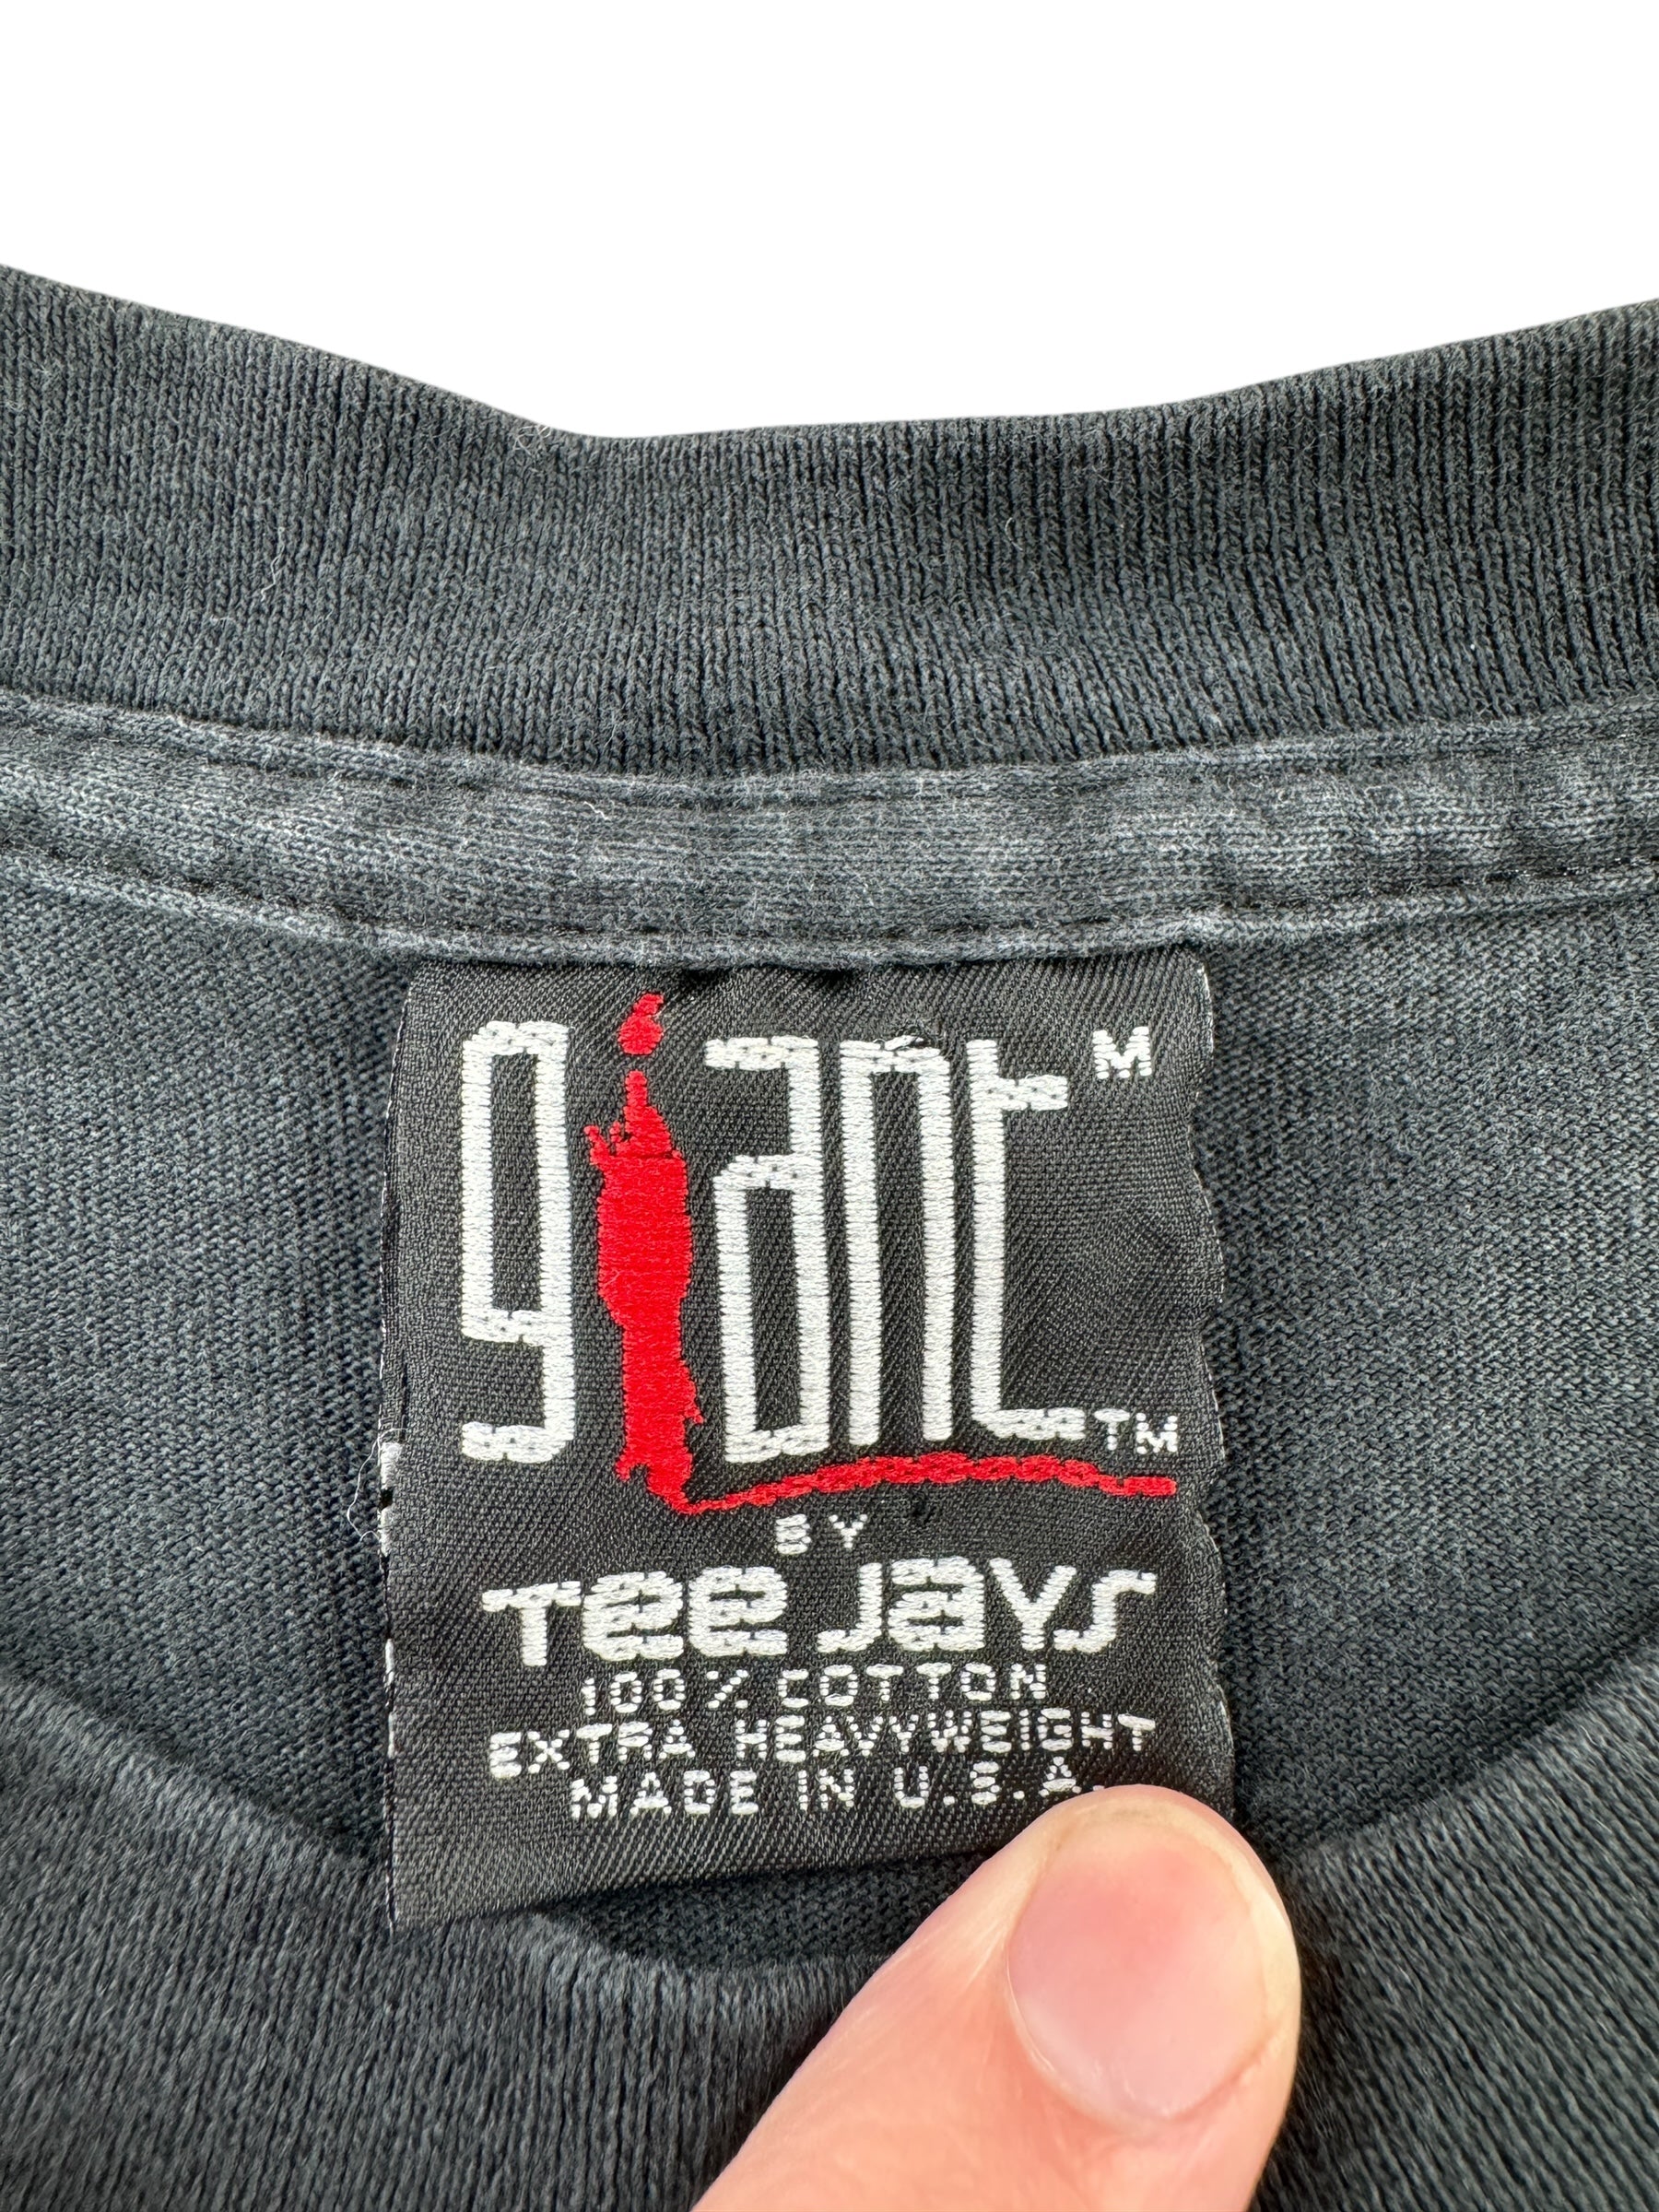 giant M
TM
BY
Tee Jays
100% COTTON
EXTRA HEAVYWEIGHT
MADE IN U.S.A.